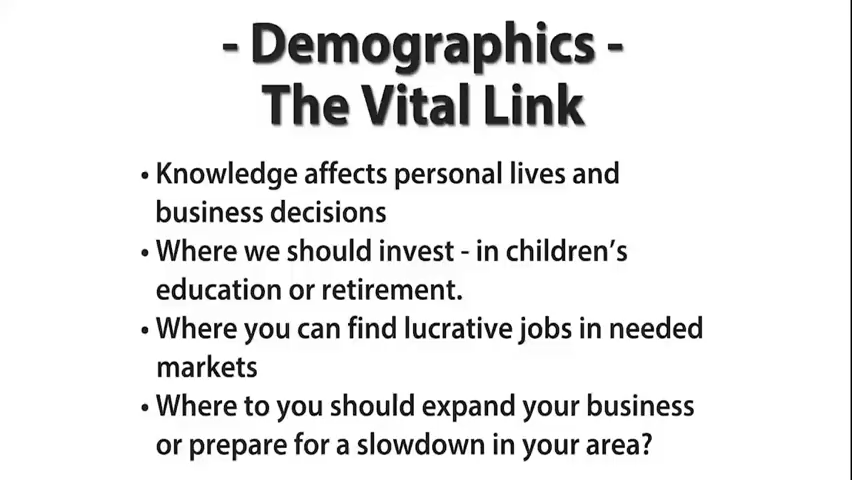 - Demographics -
The Vital Link
• Knowledge affects personal lives and
business decisions
• Where we should invest - in children's
education or retirement.
• Where you can find lucrative jobs in needed
markets
• Where to you should expand your business
or prepare for a slowdown in your area?